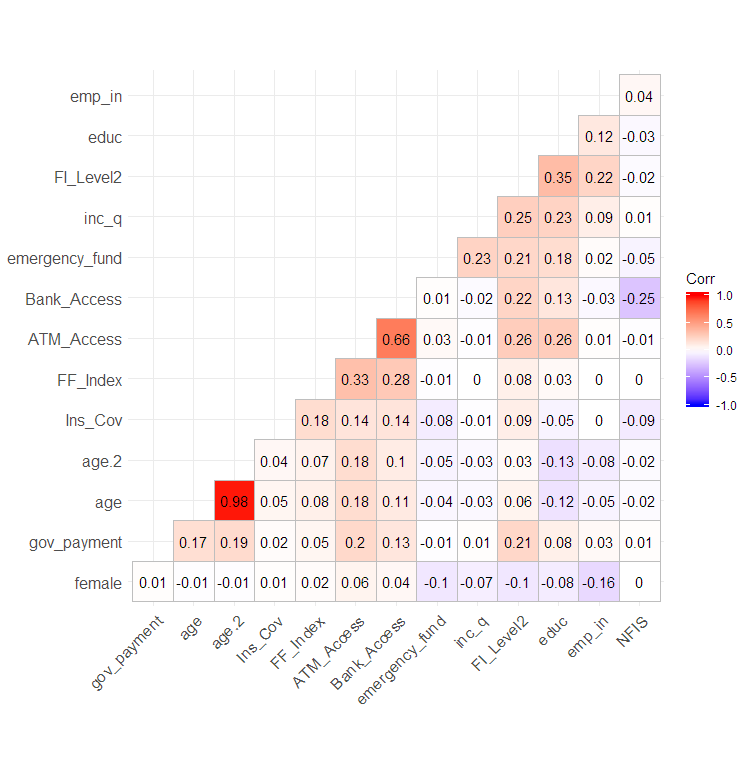 emp_in 0.04
educ 0.12 -0.03
FI_Level2 0.35 0.22 -0.02
inc_q 0.25 0.23 0.09 0.01
emergency_fund 0.23 0.21 0.18 0.02 -0.05
Bank_Access 0.01 -0.02 0.22 0.13 -0.03 -0.25
ATM_Access 0.66 0.03 -0.01 0.26 0.26 0.01 -0.01
FF_Index 0.33 0.28 -0.01 0 0.08 0.03 0 0
Ins_Cov 0.18 0.14 0.14 -0.08 -0.01 0.09 -0.05 0 -0.09
age.2 0.04 0.07 0.18 0.1 -0.05 -0.03 0.03 -0.13 -0.08 -0.02
age 0.98 0.05 0.08 0.18 0.11 -0.04 -0.03 0.06 -0.12 -0.05 -0.02
gov_payment 0.17 0.19 0.02 0.05 0.2 0.13 -0.01 0.01 0.21 0.08 0.03 0.01
female 0.01 -0.01 -0.01 0.01 0.02 0.06 0.04 -0.1 -0.07 -0.1 -0.08 -0.16 0
gov_payment
age
age.2
Ins_Cov
FF_Index
ATM_Access
Bank_Access
emergency_fund
inc_q
FI_Level2
educ
emp_in
NFIS
Corr
1.0
0.5
0.0
-0.5
-1.0